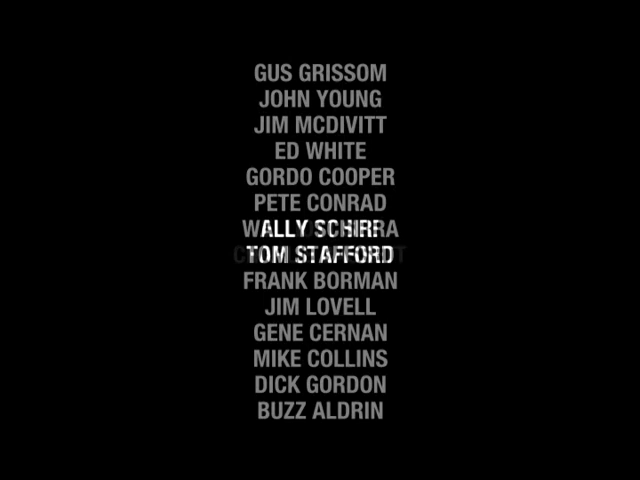 GUS GRISSOM
JOHN YOUNG
JIM MCDIVITT
ED WHITE
GORDO COOPER
PETE CONRAD
WALLY SCHIRRA
TOM STAFFORD
FRANK BORMAN
JIM LOVELL
GENE CERNAN
MIKE COLLINS
DICK GORDON
BUZZ ALDRIN